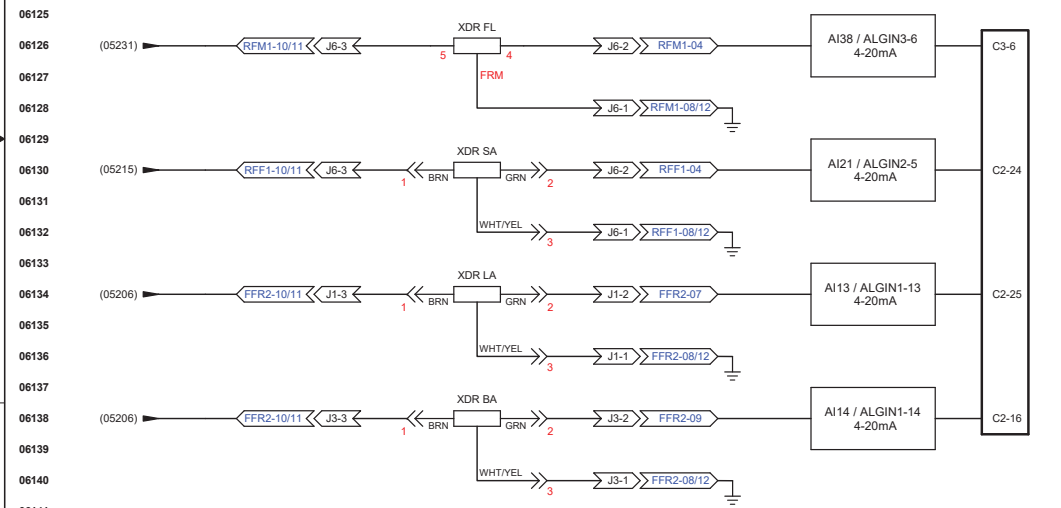 06125
XDR FL
06126 (05231) RFM1-10/11 J6-3 5 4 J6-2 RFM1-04 AI38 / ALGIN3-6 4-20mA C3-6
06127 FRM
06128 J6-1 RFM1-08/12
06129
XDR SA
06130 (05215) RFF1-10/11 J6-3 1 BRN GRN 2 J6-2 RFF1-04 AI21 / ALGIN2-5 4-20mA C2-24
06131
06132 WHT/YEL 3 J6-1 RFF1-08/12
06133
XDR LA
06134 (05206) FFR2-10/11 J1-3 1 BRN GRN 2 J1-2 FFR2-07 AI13 / ALGIN1-13 4-20mA C2-25
06135
06136 WHT/YEL 3 J1-1 FFR2-08/12
06137
XDR BA
06138 (05206) FFR2-10/11 J3-3 1 BRN GRN 2 J3-2 FFR2-09 AI14 / ALGIN1-14 4-20mA C2-16
06139
06140 WHT/YEL 3 J3-1 FFR2-08/12